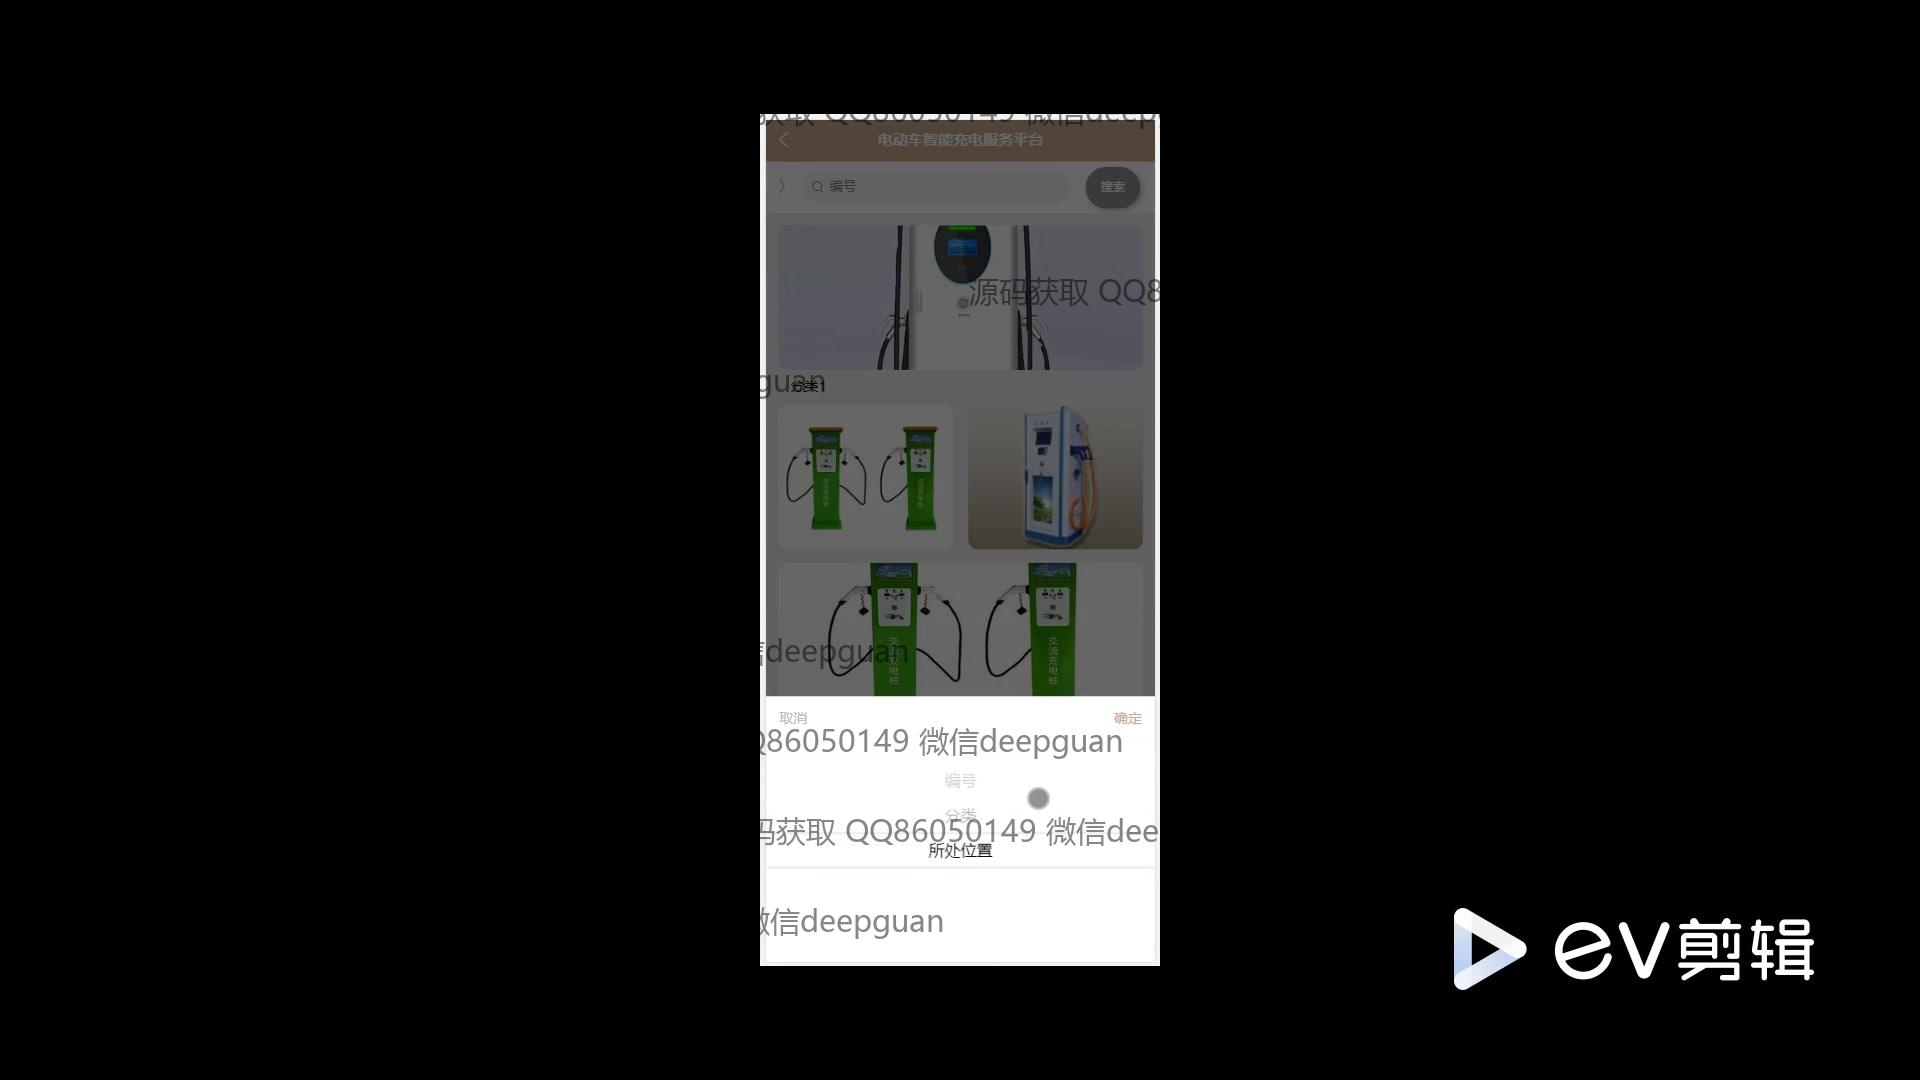 获取 QQ86050149 微信deep
电动车智能充电服务平台
编号
搜索
源码获取 QQ8
guan
分类1
交流充电桩
交流充电桩
信deepguan
取消
确定
Q86050149 微信deepguan
编号
分类
码获取 QQ86050149 微信dee
所处位置
微信deepguan
ev剪辑